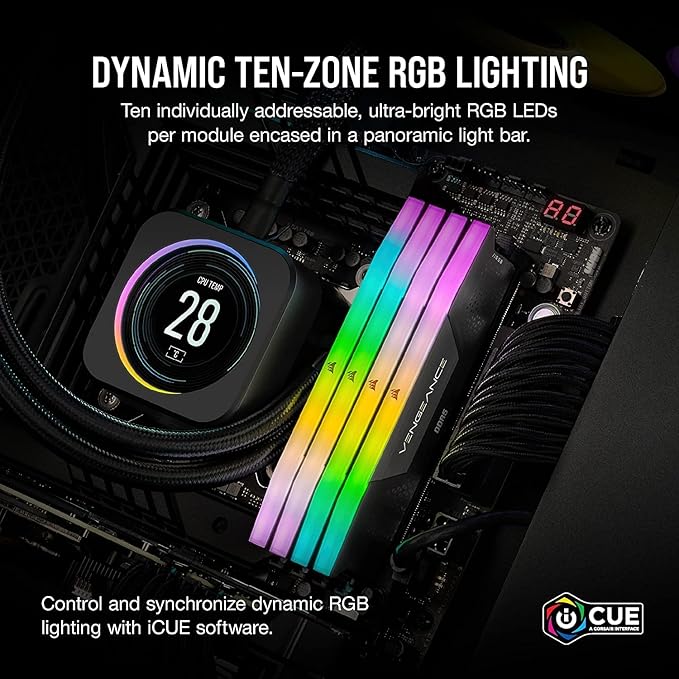 DYNAMIC TEN-ZONE RGB LIGHTING
Ten individually addressable, ultra-bright RGB LEDs
per module encased in a panoramic light bar.
88
CPU TEMP
28
°C
VENGEANCE
DDR5
Control and synchronize dynamic RGB
lighting with iCUE software.
iCUE
A CORSAIR INTERFACE